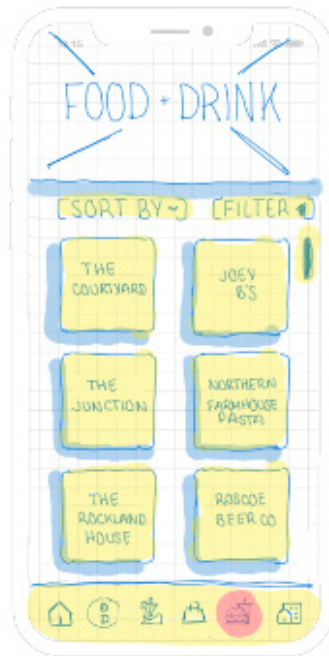 FOOD + DRINK
[SORT BY ~] [FILTER ◂]
THE
COURTYARD
JOEY
B'S
THE
JUNCTION
NORTHERN
FARMHOUSE
PASTA
THE
ROCKLAND
HOUSE
ROSCOE
BEER CO